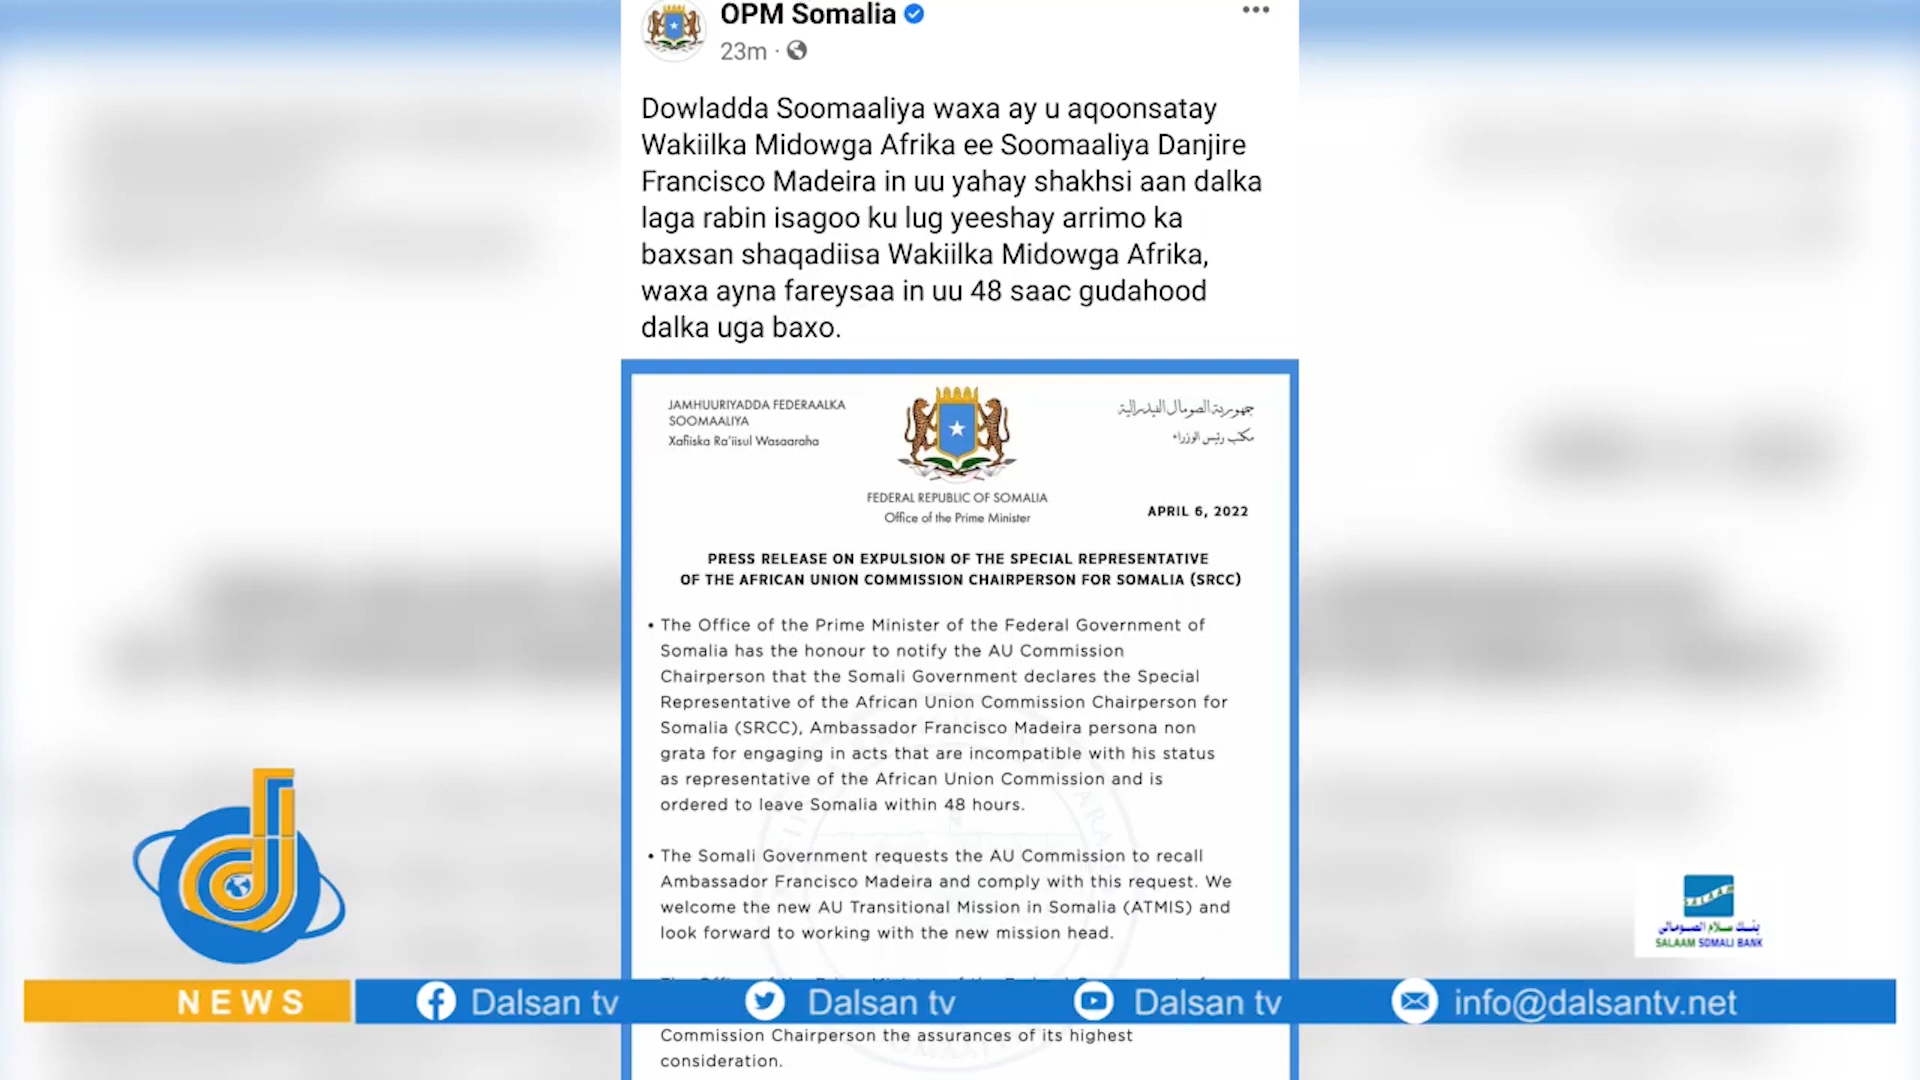 OPM Somalia
23m ·
Dowladda Soomaaliya waxa ay u aqoonsatay
Wakiilka Midowga Afrika ee Soomaaliya Danjire
Francisco Madeira in uu yahay shakhsi aan dalka
laga rabin isagoo ku lug yeeshay arrimo ka
baxsan shaqadiisa Wakiilka Midowga Afrika,
waxa ayna fareysaa in uu 48 saac gudahood
dalka uga baxo.
JAMHUURIYADDA FEDERAALKA
SOOMAALIYA
Xafiiska Ra'iisul Wasaaraha
جمهورية الصومال الفيدرالية
مكتب رئيس الوزراء
FEDERAL REPUBLIC OF SOMALIA
Office of the Prime Minister
APRIL 6, 2022
PRESS RELEASE ON EXPULSION OF THE SPECIAL REPRESENTATIVE
OF THE AFRICAN UNION COMMISSION CHAIRPERSON FOR SOMALIA (SRCC)
• The Office of the Prime Minister of the Federal Government of
Somalia has the honour to notify the AU Commission
Chairperson that the Somali Government declares the Special
Representative of the African Union Commission Chairperson for
Somalia (SRCC), Ambassador Francisco Madeira persona non
grata for engaging in acts that are incompatible with his status
as representative of the African Union Commission and is
ordered to leave Somalia within 48 hours.
• The Somali Government requests the AU Commission to recall
Ambassador Francisco Madeira and comply with this request. We
welcome the new AU Transitional Mission in Somalia (ATMIS) and
look forward to working with the new mission head.
Commission Chairperson the assurances of its highest
consideration.
SALAAM
بنك سلام الصومالي
SALAAM SOMALI BANK
NEWS
Dalsan tv
Dalsan tv
Dalsan tv
info@dalsantv.net